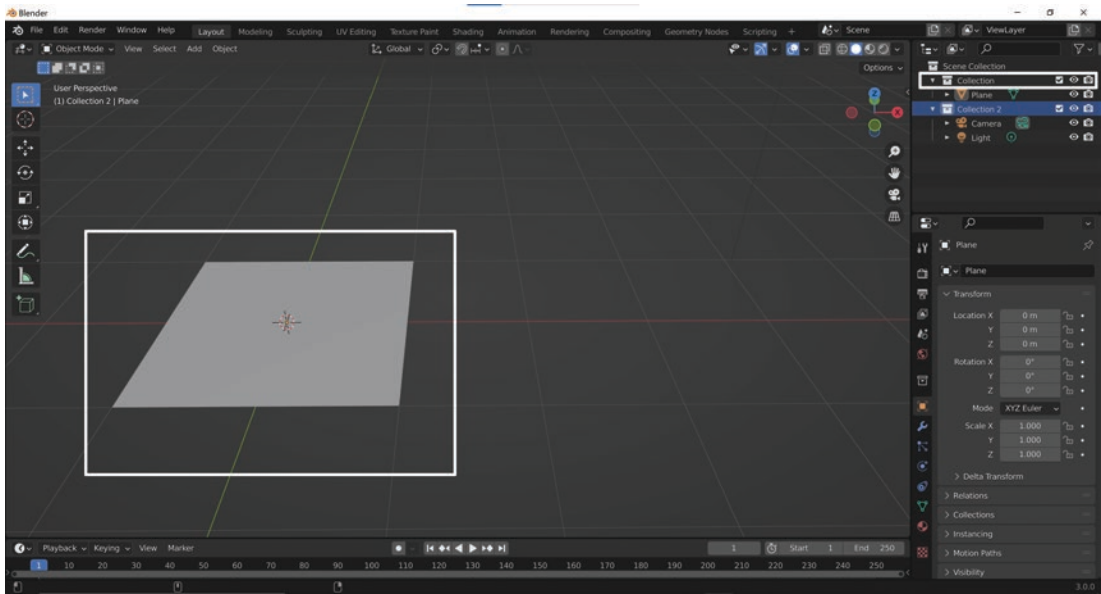 Blender
File Edit Render Window Help Layout Modeling Sculpting UV Editing Texture Paint Shading Animation Rendering Compositing Geometry Nodes Scripting + Scene ViewLayer
Object Mode View Select Add Object Global
Options
User Perspective
(1) Collection 2 | Plane
Z
X
Scene Collection
Collection
Plane
Collection 2
Camera
Light
Plane
Plane
Transform
Location X 0 m
Y 0 m
Z 0 m
Rotation X 0°
Y 0°
Z 0°
Mode XYZ Euler
Scale X 1.000
Y 1.000
Z 1.000
Delta Transform
Relations
Collections
Instancing
Motion Paths
Visibility
Playback Keying View Marker 1 Start 1 End 250
1 10 20 30 40 50 60 70 80 90 100 110 120 130 140 150 160 170 180 190 200 210 220 230 240 250
3.0.0